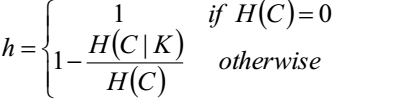 h = { 1 if H(C) = 0
1 - H(C | K) / H(C) otherwise